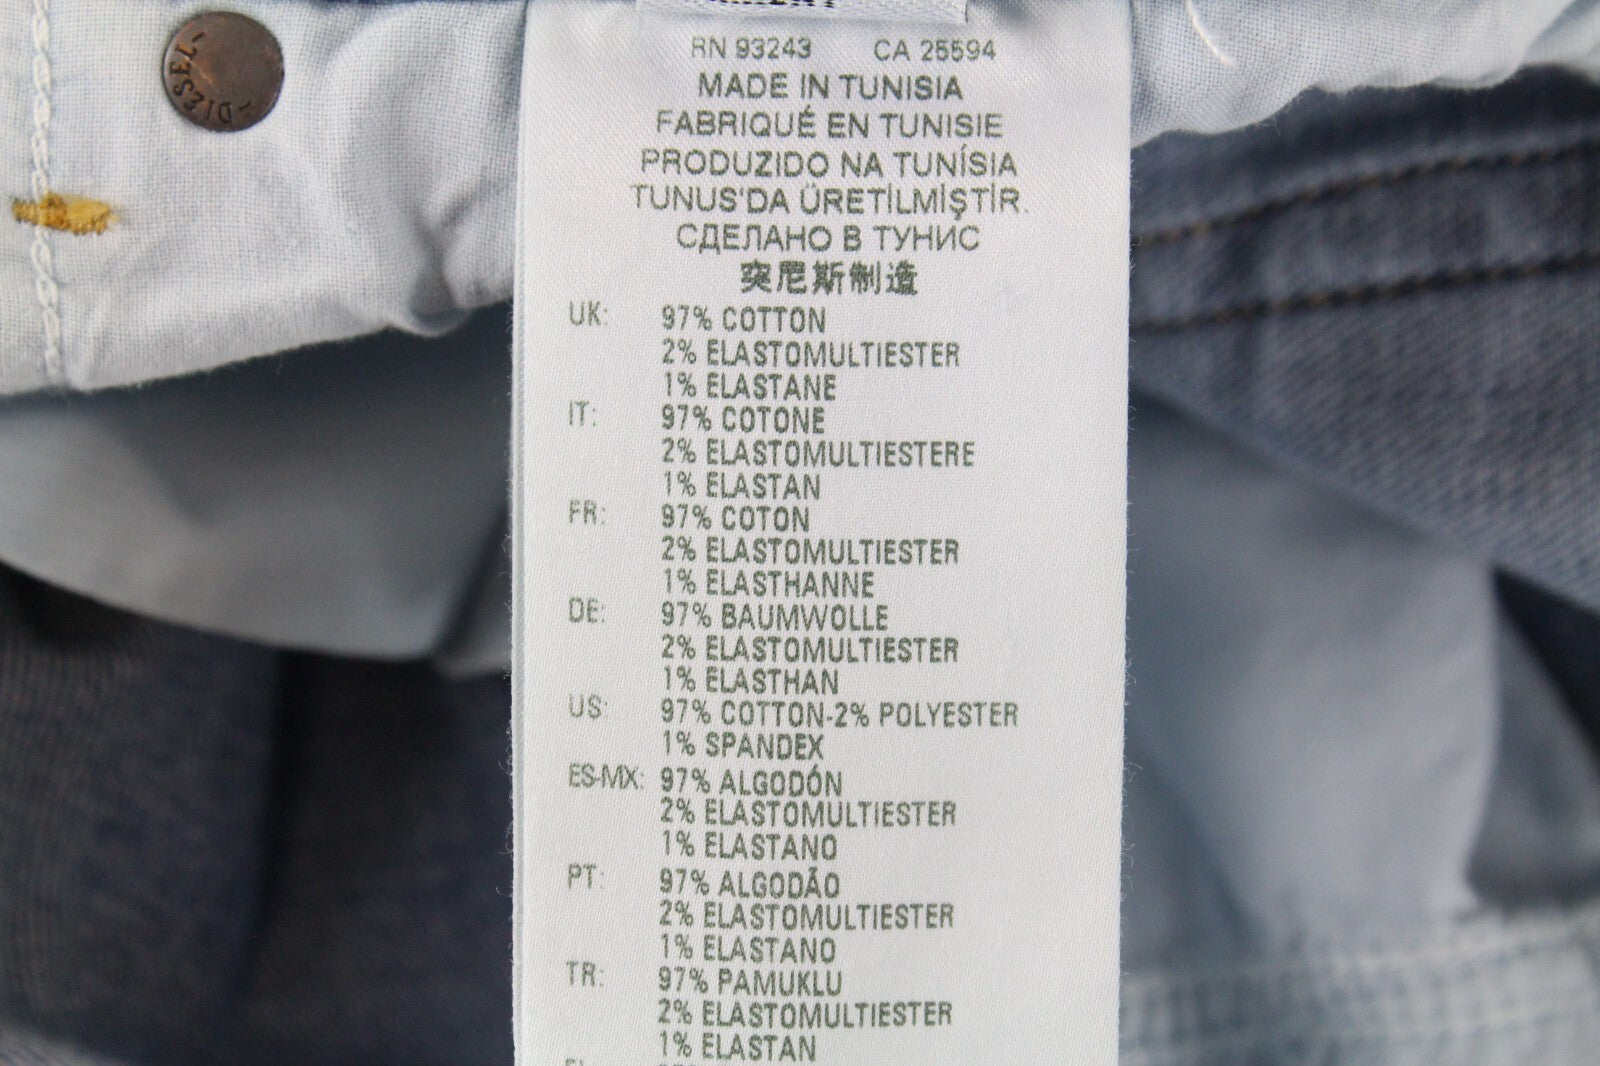 -DIESEL-
RN 93243 CA 25594
MADE IN TUNISIA
FABRIQUÉ EN TUNISIE
PRODUZIDO NA TUNÍSIA
TUNUS'DA ÜRETİLMİŞTİR.
СДЕЛАНО В ТУНИС
突尼斯制造
UK: 97% COTTON
2% ELASTOMULTIESTER
1% ELASTANE
IT: 97% COTONE
2% ELASTOMULTIESTERE
1% ELASTAN
FR: 97% COTON
2% ELASTOMULTIESTER
1% ELASTHANNE
DE: 97% BAUMWOLLE
2% ELASTOMULTIESTER
1% ELASTHAN
US: 97% COTTON-2% POLYESTER
1% SPANDEX
ES-MX: 97% ALGODÓN
2% ELASTOMULTIESTER
1% ELASTANO
PT: 97% ALGODÃO
2% ELASTOMULTIESTER
1% ELASTANO
TR: 97% PAMUKLU
2% ELASTOMULTIESTER
1% ELASTAN